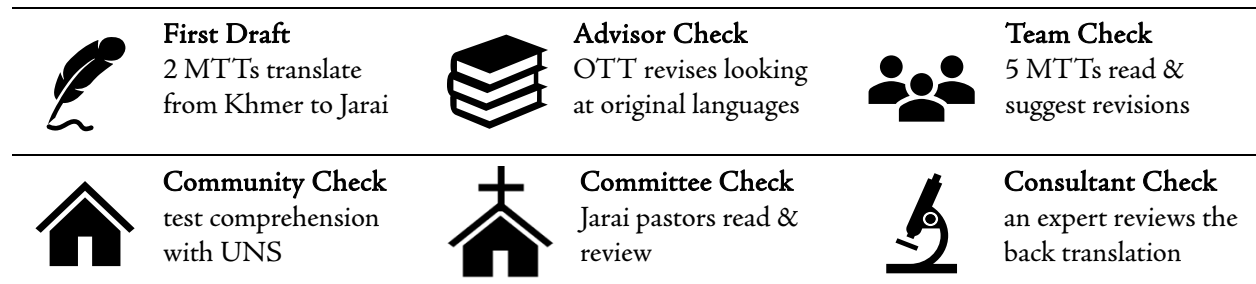 First Draft
2 MTTs translate
from Khmer to Jarai
Advisor Check
OTT revises looking
at original languages
Team Check
5 MTTs read &
suggest revisions
Community Check
test comprehension
with UNS
Committee Check
Jarai pastors read &
review
Consultant Check
an expert reviews the
back translation